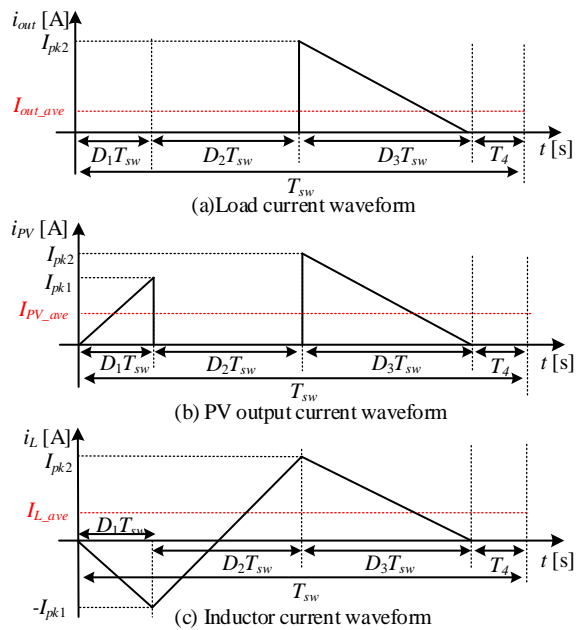 i_out [A]
I_pk2
I_out_ave
D_1T_sw
D_2T_sw
D_3T_sw
T_4
t [s]
T_sw
(a)Load current waveform
i_PV [A]
I_pk2
I_pk1
I_PV_ave
D_1T_sw
D_2T_sw
D_3T_sw
T_4
t [s]
T_sw
(b) PV output current waveform
i_L [A]
I_pk2
I_L_ave
D_1T_sw
D_2T_sw
D_3T_sw
T_4
t [s]
T_sw
-I_pk1
(c) Inductor current waveform